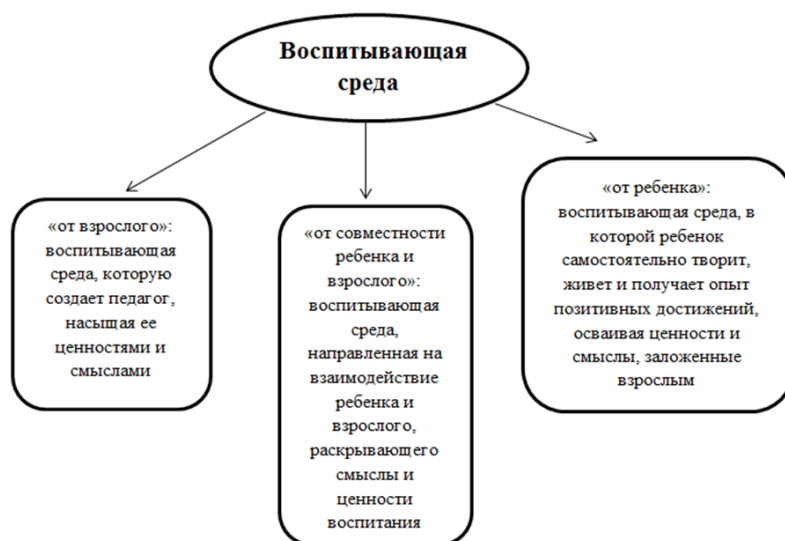 Воспитывающая
среда
«от взрослого»:
воспитывающая
среда, которую
создает педагог,
насыщая ее
ценностями и
смыслами
«от совместности
ребенка и
взрослого»:
воспитывающая
среда,
направленная на
взаимодействие
ребенка и
взрослого,
раскрывающего
смыслы и
ценности
воспитания
«от ребенка»:
воспитывающая среда, в
которой ребенок
самостоятельно творит,
живет и получает опыт
позитивных достижений,
осваивая ценности и
смыслы, заложенные
взрослым